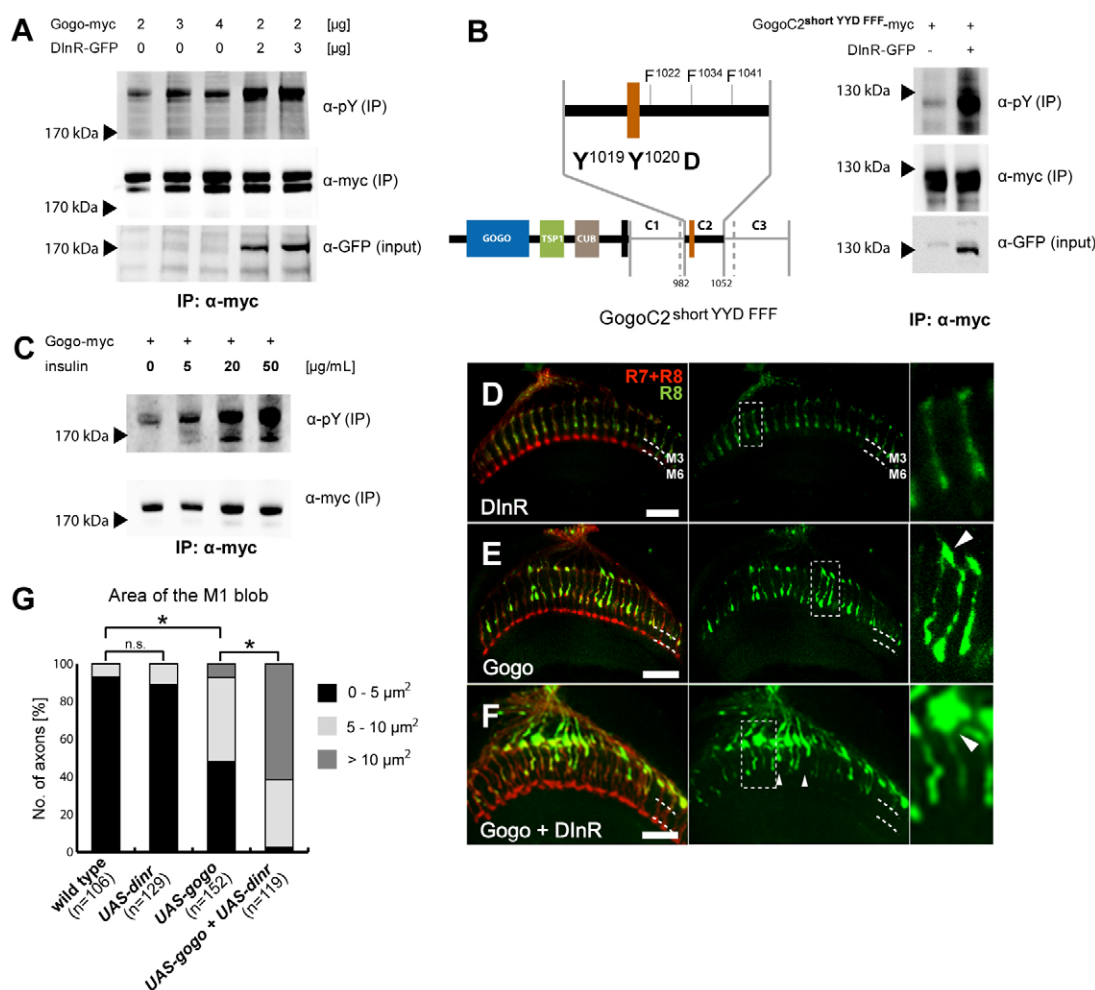 A
Gogo-myc 2 3 4 2 2 [µg]
DInR-GFP 0 0 0 2 3 µg]
α-pY (IP)
170 kDa
α-myc (IP)
170 kDa
170 kDa
α-GFP (input)
IP: α-myc
B
GogoC2short YYD FFF-myc + +
DInR-GFP - +
F1022 F1034 F1041
Y1019 Y1020 D
GOGO TSP1 CUB C1 C2 C3
982 1052
GogoC2short YYD FFF
130 kDa
α-pY (IP)
130 kDa
α-myc (IP)
130 kDa
α-GFP (input)
IP: α-myc
C
Gogo-myc + + + +
insulin 0 5 20 50 [µg/mL]
α-pY (IP)
170 kDa
α-myc (IP)
170 kDa
IP: α-myc
D
R7+R8
R8
M3
M6
M3
M6
DInR
E
Gogo
F
Gogo + DInR
G
Area of the M1 blob
*
n.s.
*
No. of axons [%]
100
80
60
40
20
0
0 - 5 µm2
5 - 10 µm2
> 10 µm2
wild type
(n=106)
UAS-dinr
(n=129)
UAS-gogo
(n=152)
UAS-gogo + UAS-dinr
(n=119)